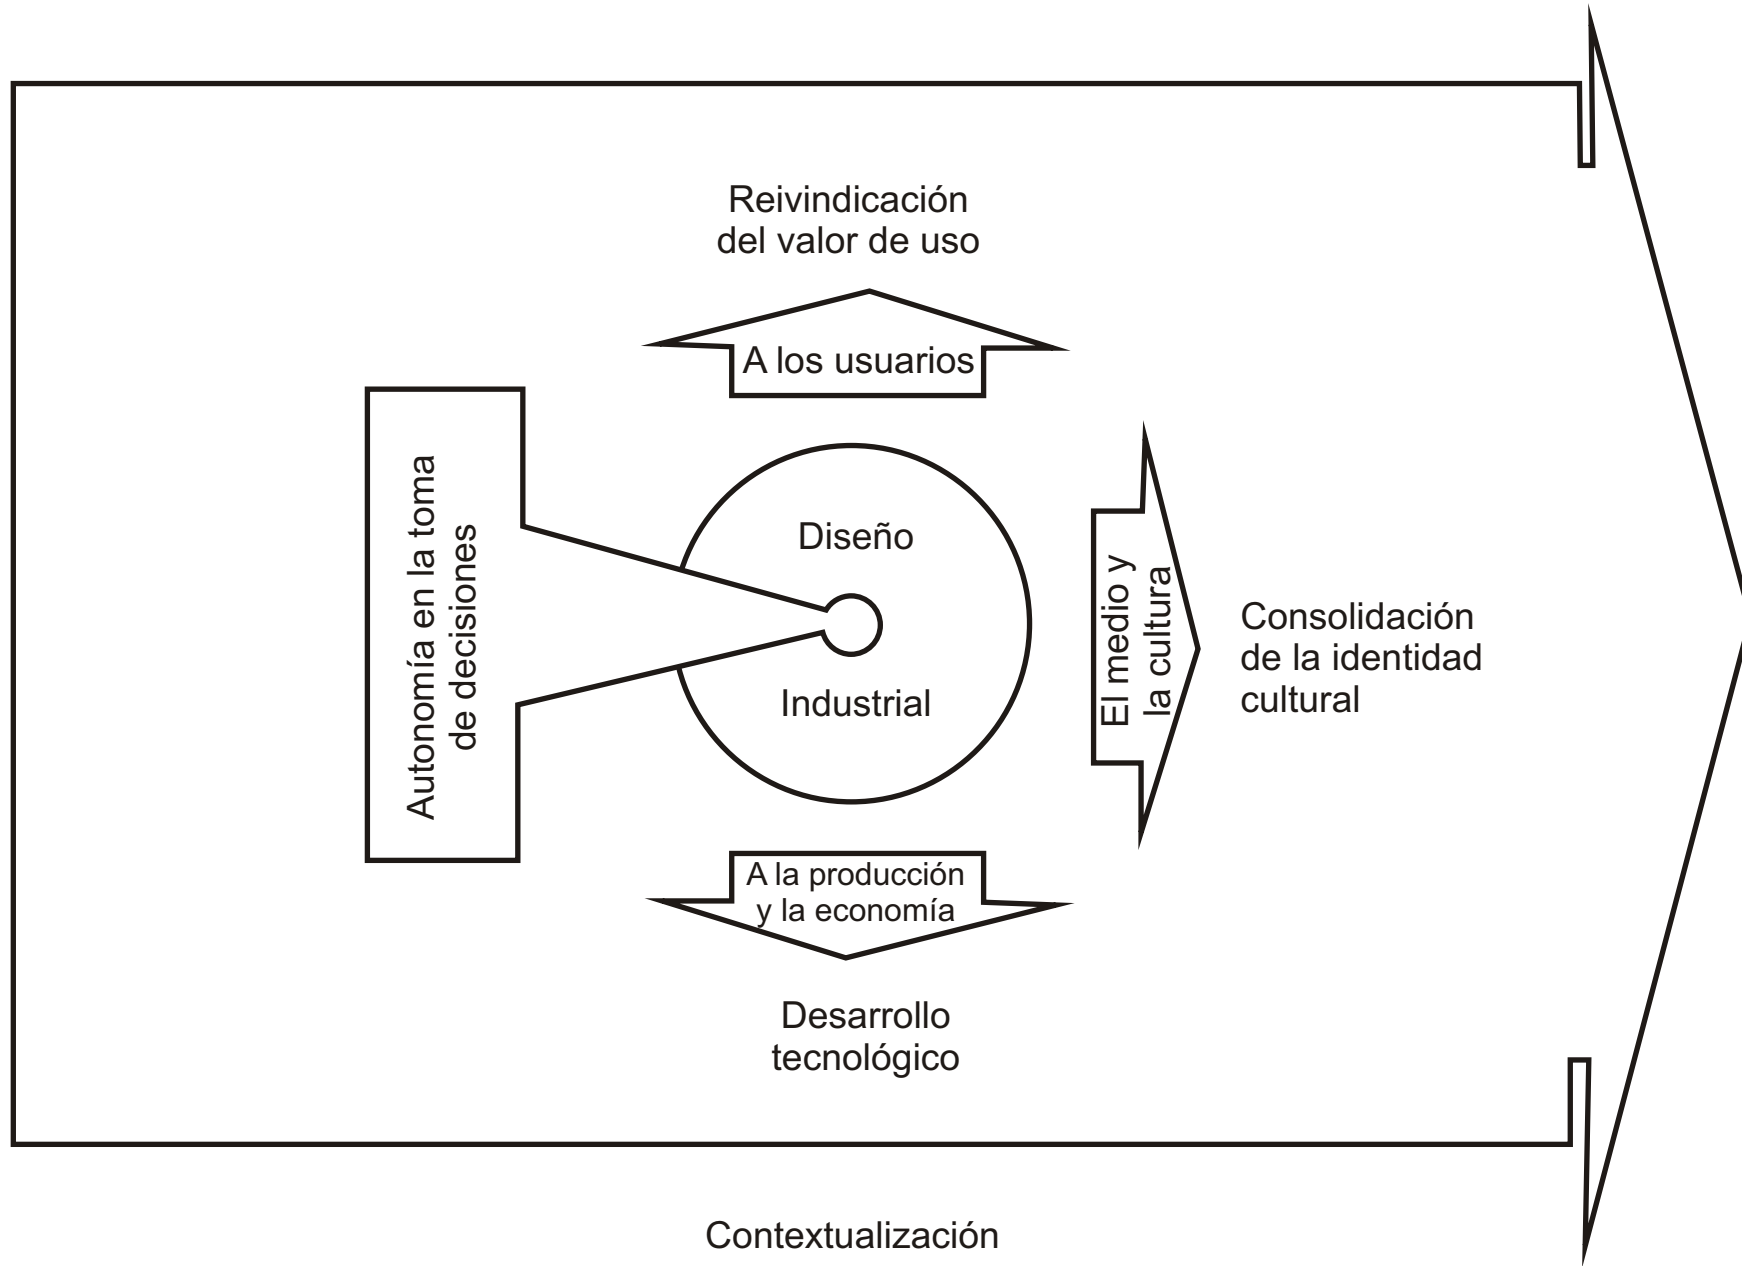 Reivindicación
del valor de uso
A los usuarios
Autonomía en la toma
de decisiones
Diseño
Industrial
El medio y
la cultura
Consolidación
de la identidad
cultural
A la producción
y la economía
Desarrollo
tecnológico
Contextualización